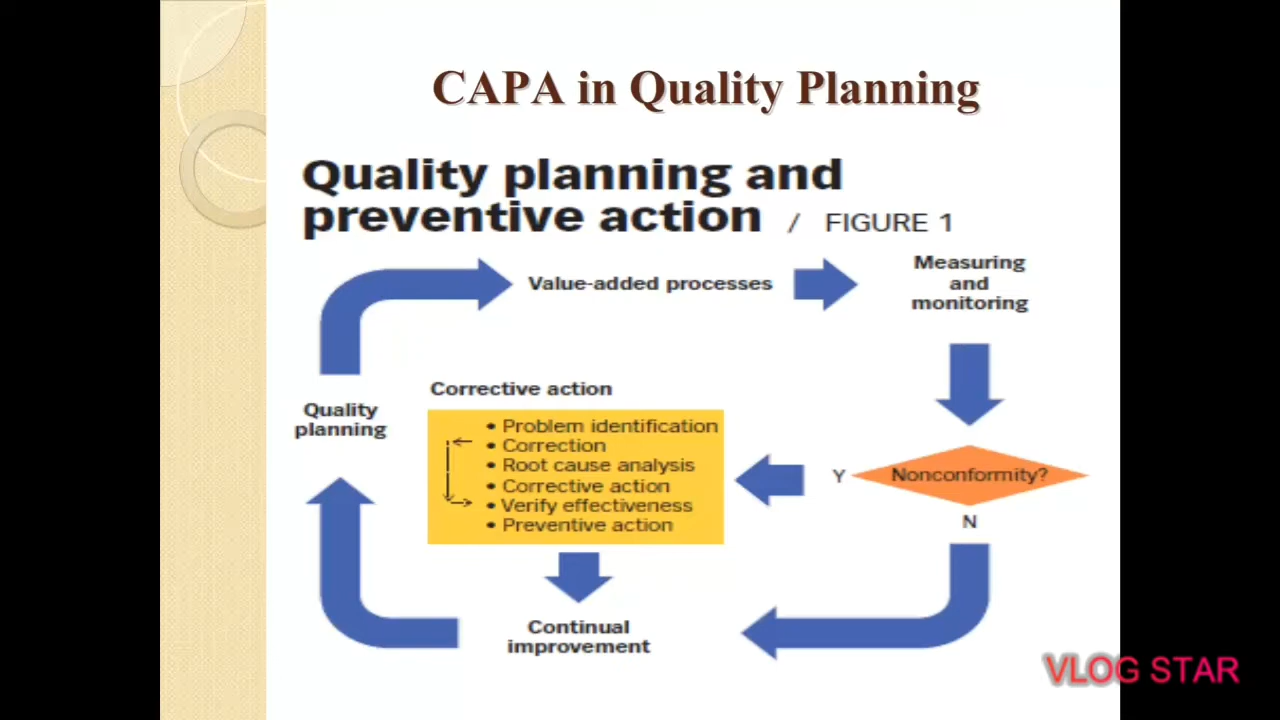 CAPA in Quality Planning
Quality planning and
preventive action / FIGURE 1
Value-added processes
Measuring
and
monitoring
Quality
planning
Corrective action
• Problem identification
• Correction
• Root cause analysis
• Corrective action
• Verify effectiveness
• Preventive action
Y
Nonconformity?
N
Continual
improvement
VLOG STAR